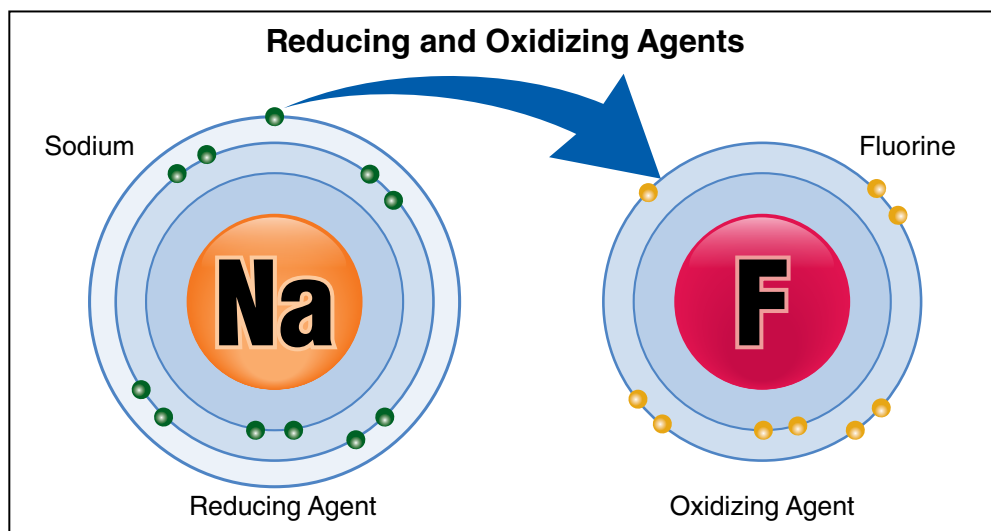 Reducing and Oxidizing Agents
Sodium
Fluorine
Na
F
Reducing Agent
Oxidizing Agent